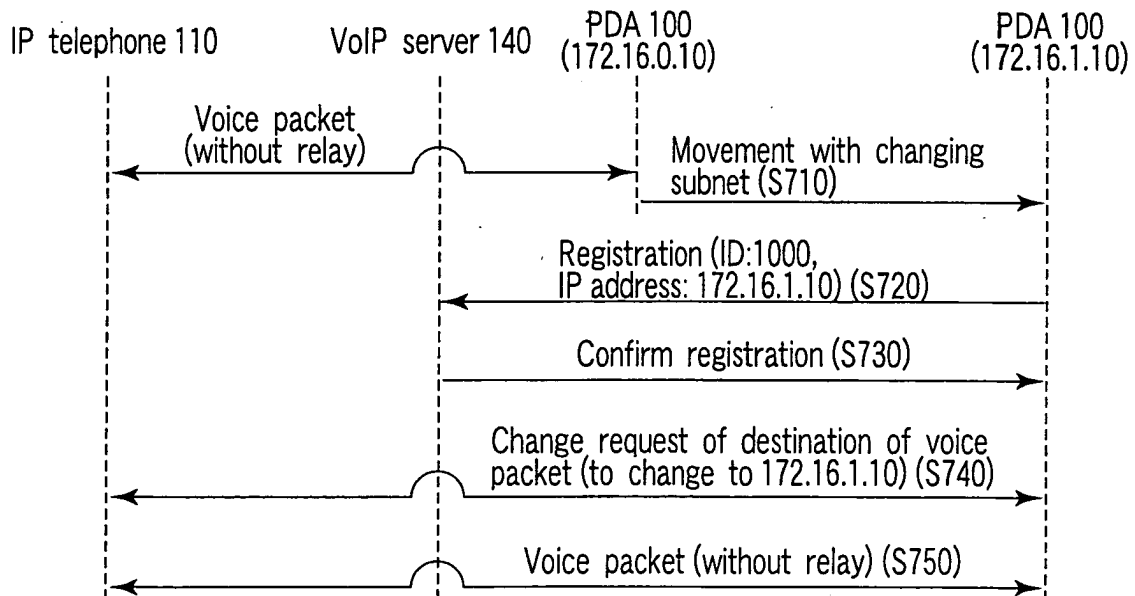 IP telephone 110
VoIP server 140
PDA 100
(172.16.0.10)
PDA 100
(172.16.1.10)
Voice packet
(without relay)
Movement with changing
subnet (S710)
Registration (ID:1000,
IP address: 172.16.1.10) (S720)
Confirm registration (S730)
Change request of destination of voice
packet (to change to 172.16.1.10) (S740)
Voice packet (without relay) (S750)